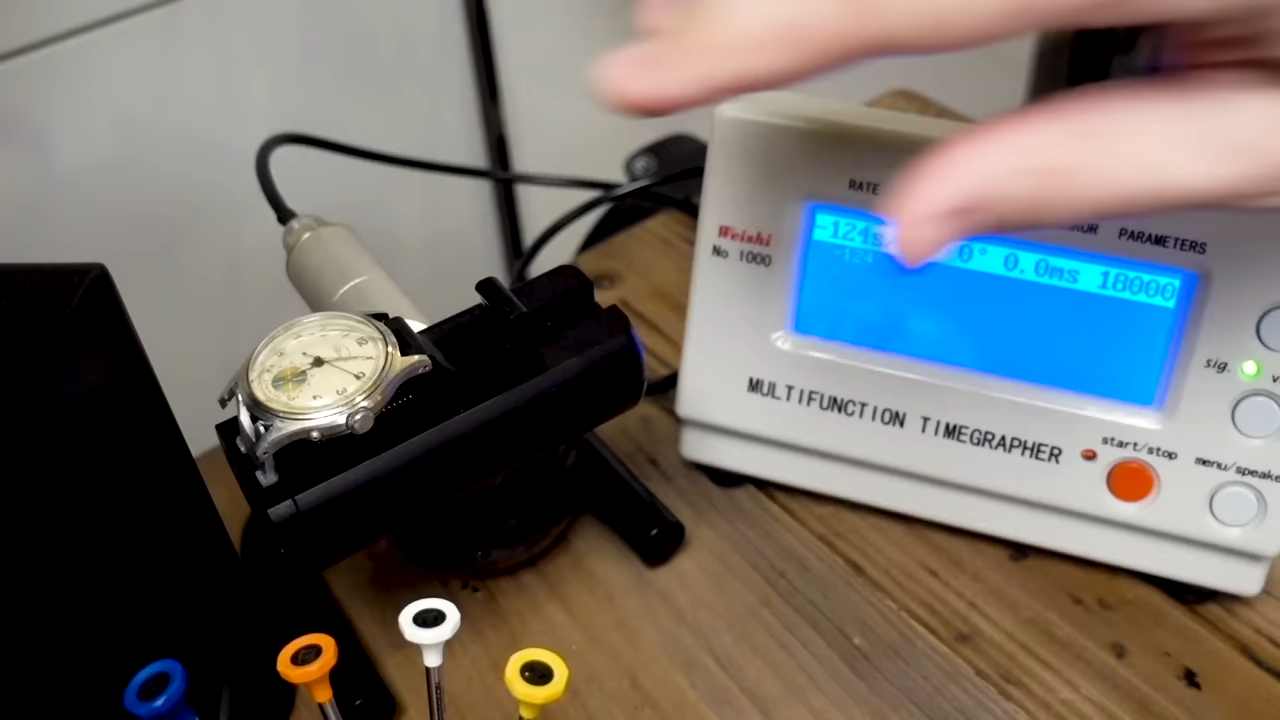 RATE PARAMETERS
Weishi
No 1000
-124s 0° 0.0ms 18000
-124
sig.
MULTIFUNCTION TIMEGRAPHER
start/stop
menu/speake